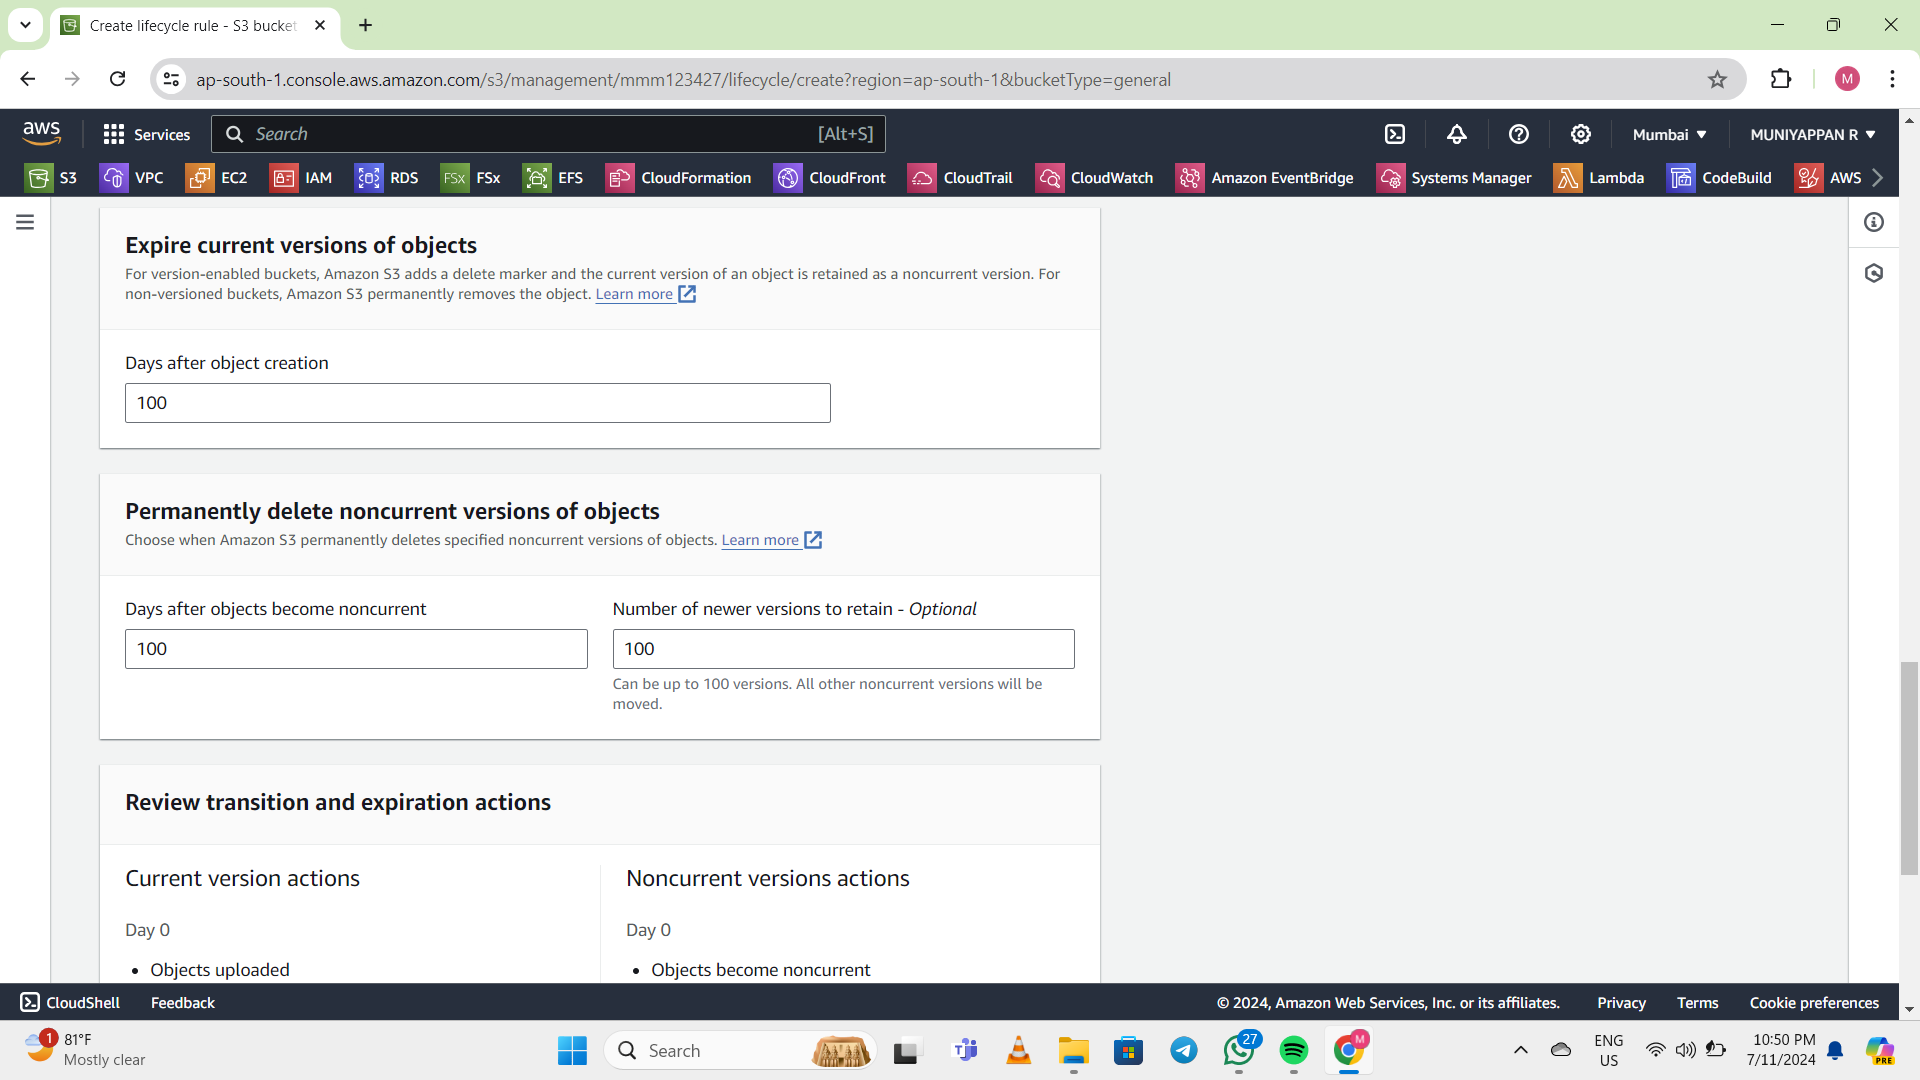 Create lifecycle rule - S3 bucket
ap-south-1.console.aws.amazon.com/s3/management/mmm123427/lifecycle/create?region=ap-south-1&bucketType=general
M
aws
Services
Search
[Alt+S]
Mumbai
MUNIYAPPAN R
S3
VPC
EC2
IAM
RDS
FSx
FSx
EFS
CloudFormation
CloudFront
CloudTrail
CloudWatch
Amazon EventBridge
Systems Manager
Lambda
CodeBuild
AWS
Expire current versions of objects
For version-enabled buckets, Amazon S3 adds a delete marker and the current version of an object is retained as a noncurrent version. For
non-versioned buckets, Amazon S3 permanently removes the object. Learn more
Days after object creation
100
Permanently delete noncurrent versions of objects
Choose when Amazon S3 permanently deletes specified noncurrent versions of objects. Learn more
Days after objects become noncurrent
Number of newer versions to retain - Optional
100
100
Can be up to 100 versions. All other noncurrent versions will be
moved.
Review transition and expiration actions
Current version actions
Noncurrent versions actions
Day 0
Day 0
• Objects uploaded
• Objects become noncurrent
CloudShell
Feedback
© 2024, Amazon Web Services, Inc. or its affiliates.
Privacy
Terms
Cookie preferences
1
81°F
Mostly clear
Search
27
M
ENG
US
10:50 PM
7/11/2024
PRE